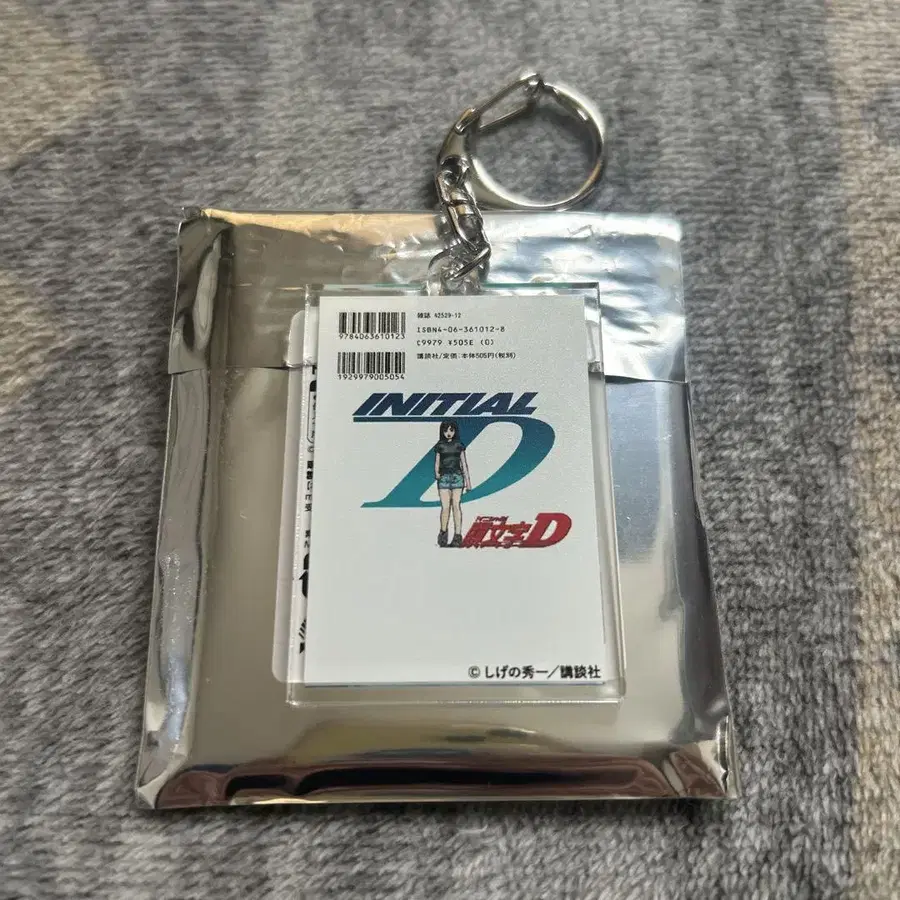 雑誌 42529-12
ISBN4-06-361012-8
9784063610123
C9979 ¥505E (0)
講談社/定価:本体505円(税別)
1929979005054
INITIAL
D
頭文字D
© しげの秀一/講談社